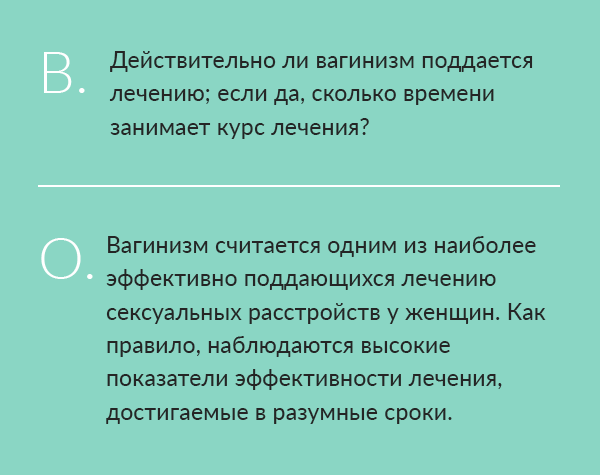 В. Действительно ли вагинизм поддается
лечению; если да, сколько времени
занимает курс лечения?
О. Вагинизм считается одним из наиболее
эффективно поддающихся лечению
сексуальных расстройств у женщин. Как
правило, наблюдаются высокие
показатели эффективности лечения,
достигаемые в разумные сроки.